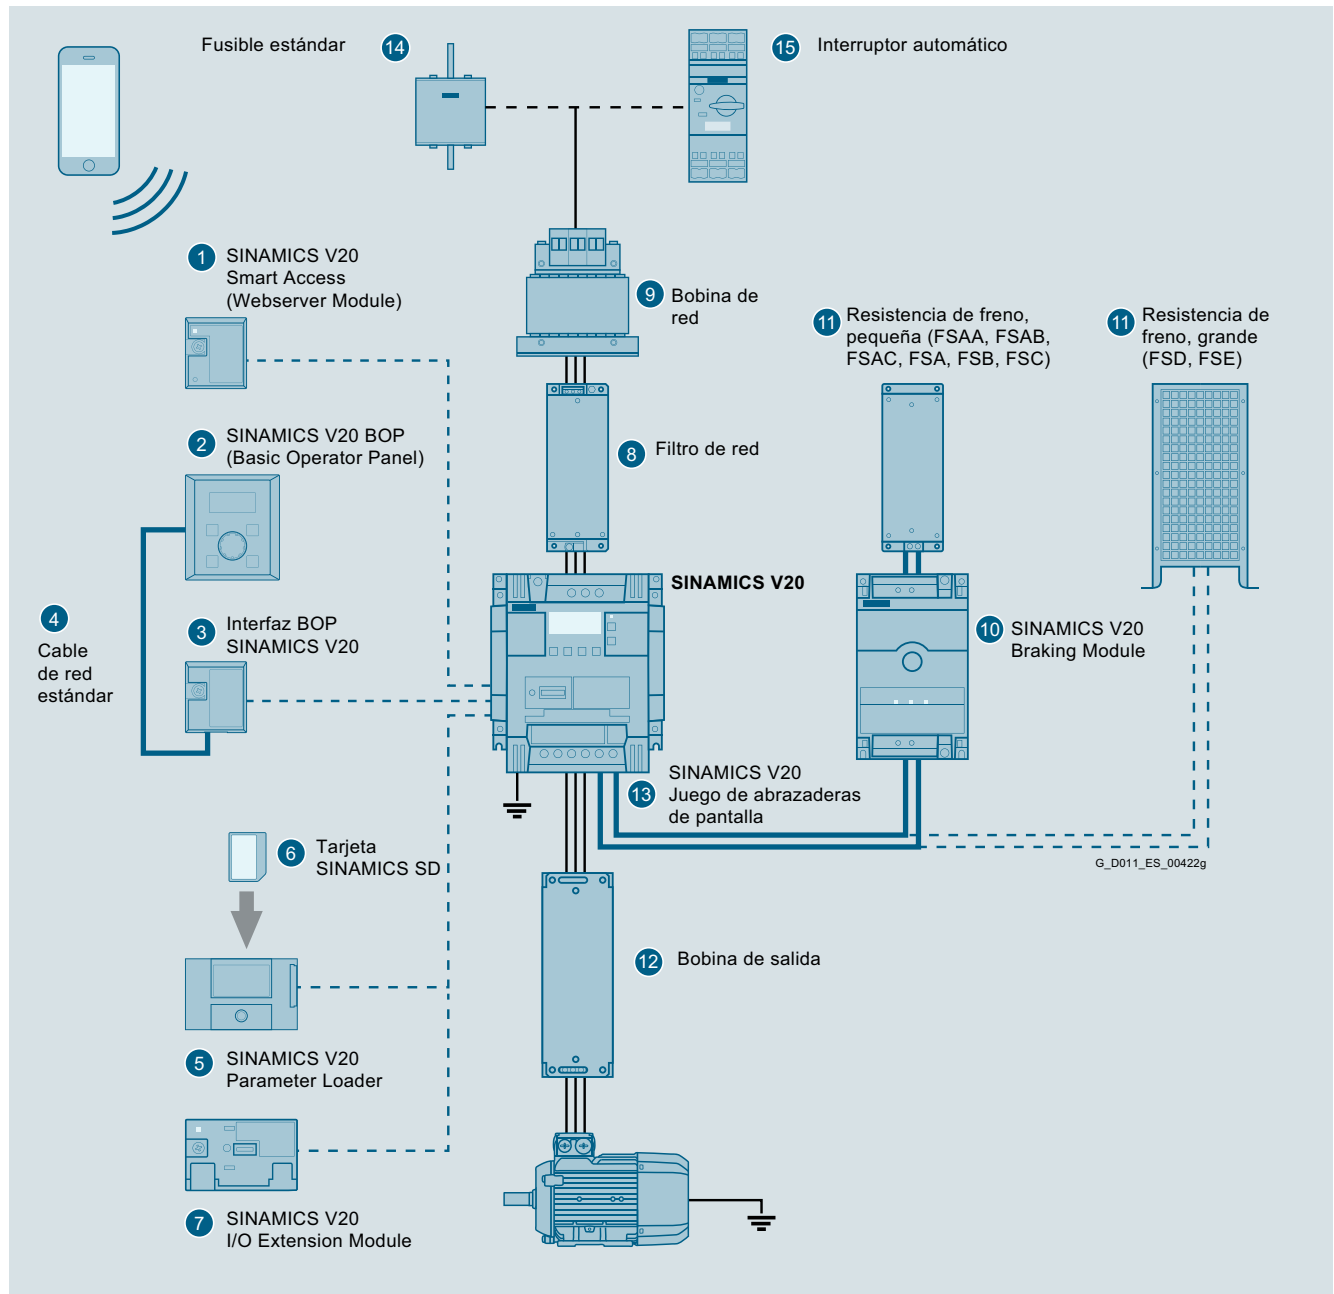 Fusible estándar
14
15
Interruptor automático
1
SINAMICS V20
Smart Access
(Webserver Module)
9
Bobina de
red
11
Resistencia de freno,
pequeña (FSAA, FSAB,
FSAC, FSA, FSB, FSC)
11
Resistencia de
freno, grande
(FSD, FSE)
2
SINAMICS V20 BOP
(Basic Operator Panel)
8
Filtro de red
SINAMICS V20
4
Cable
de red
estándar
3
Interfaz BOP
SINAMICS V20
10
SINAMICS V20
Braking Module
13
SINAMICS V20
Juego de abrazaderas
de pantalla
6
Tarjeta
SINAMICS SD
G_D011_ES_00422g
12
Bobina de salida
5
SINAMICS V20
Parameter Loader
7
SINAMICS V20
I/O Extension Module